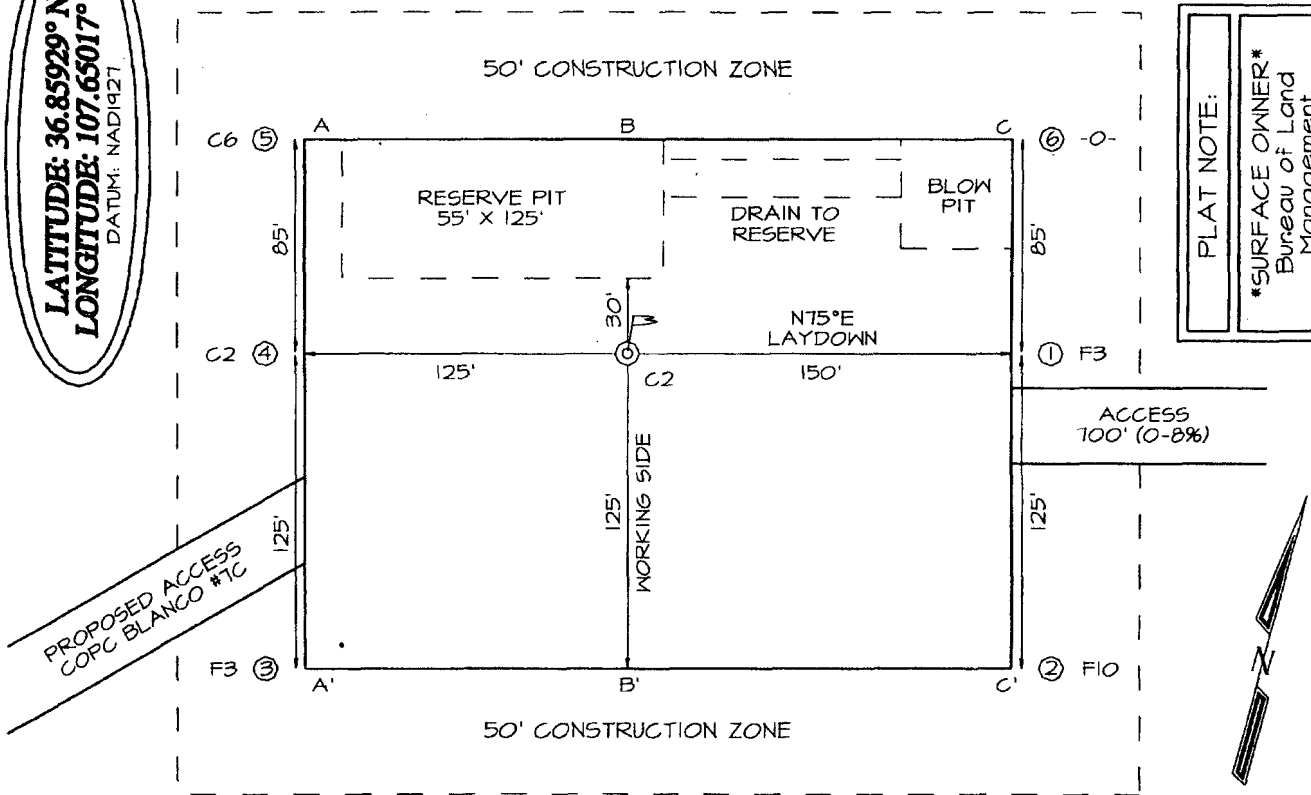 LATITUDE: 36.85929° N
LONGITUDE: 107.65017°
DATUM: NAD1927
50' CONSTRUCTION ZONE
PLAT NOTE:
*SURFACE OWNER*
Bureau of Land
Management
C6 ⑤ A B C ⑥ -0-
RESERVE PIT
55' X 125'
DRAIN TO
RESERVE
BLOW
PIT
85'
85'
30'
N75°E
LAYDOWN
C2 ④ 125' C2 150' ① F3
ACCESS
700' (0-8%)
125'
125'
WORKING SIDE
125'
PROPOSED ACCESS
COPC BLANCO #7C
F3 ③ A' B' C' ② F10
50' CONSTRUCTION ZONE
N